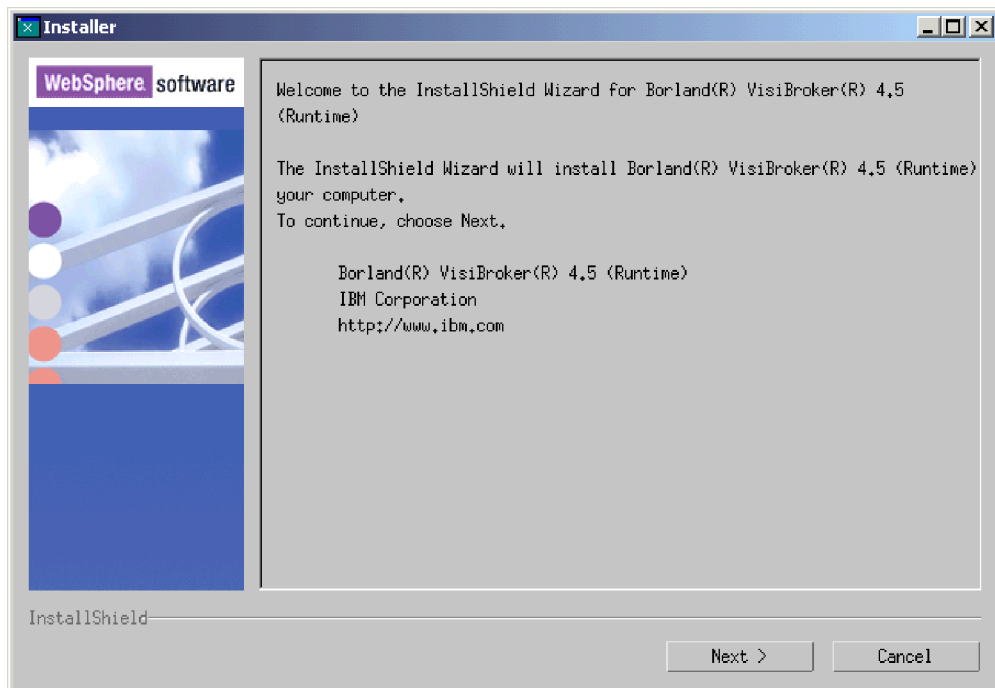 Installer
WebSphere software
Welcome to the InstallShield Wizard for Borland(R) VisiBroker(R) 4.5
(Runtime)
The InstallShield Wizard will install Borland(R) VisiBroker(R) 4.5 (Runtime)
your computer.
To continue, choose Next.
Borland(R) VisiBroker(R) 4.5 (Runtime)
IBM Corporation
http://www.ibm.com
InstallShield
Next >
Cancel